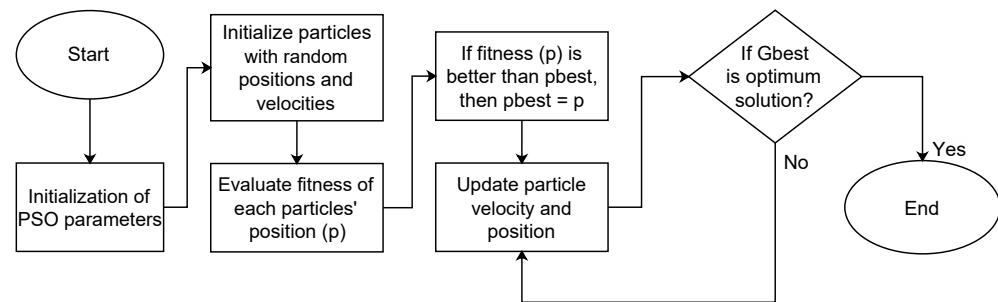 Start
Initialization of
PSO parameters
Initialize particles
with random
positions and
velocities
Evaluate fitness of
each particles'
position (p)
If fitness (p) is
better than pbest,
then pbest = p
Update particle
velocity and
position
If Gbest
is optimum
solution?
No
Yes
End